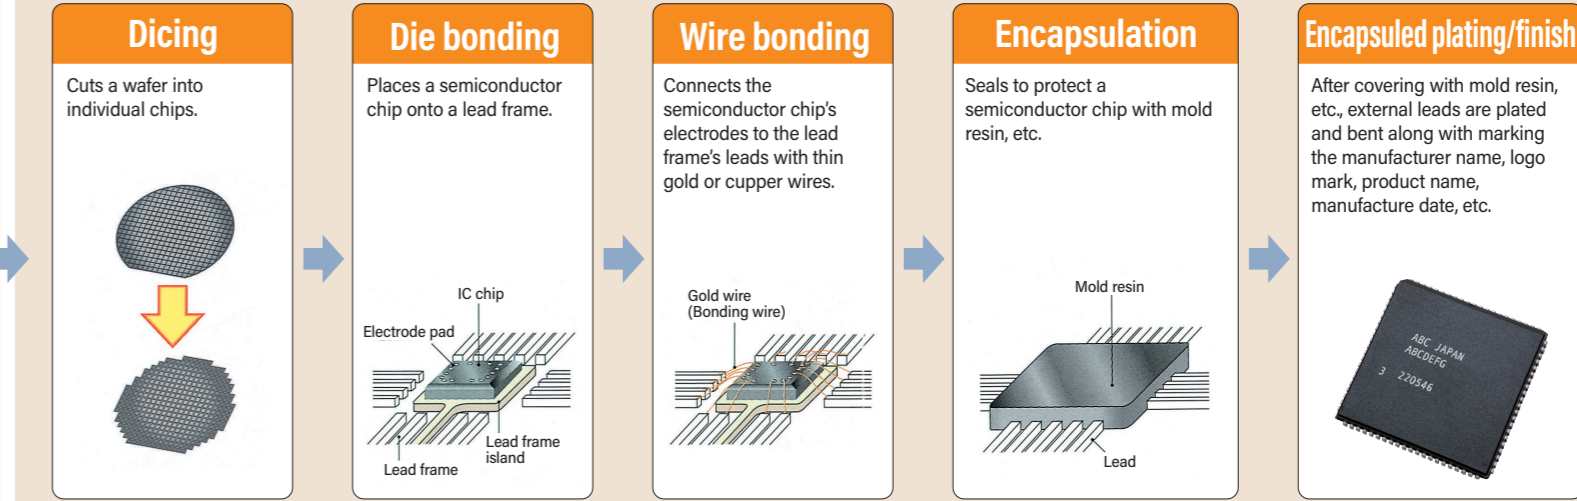 Dicing
Cuts a wafer into
individual chips.
Die bonding
Places a semiconductor
chip onto a lead frame.
IC chip
Electrode pad
Lead frame
island
Lead frame
Wire bonding
Connects the
semiconductor chip's
electrodes to the lead
frame's leads with thin
gold or cupper wires.
Gold wire
(Bonding wire)
Encapsulation
Seals to protect a
semiconductor chip with mold
resin, etc.
Mold resin
Lead
Encapsuled plating/finish
After covering with mold resin,
etc., external leads are plated
and bent along with marking
the manufacturer name, logo
mark, product name,
manufacture date, etc.
ABC JAPAN
ABCDEFG
3 220546